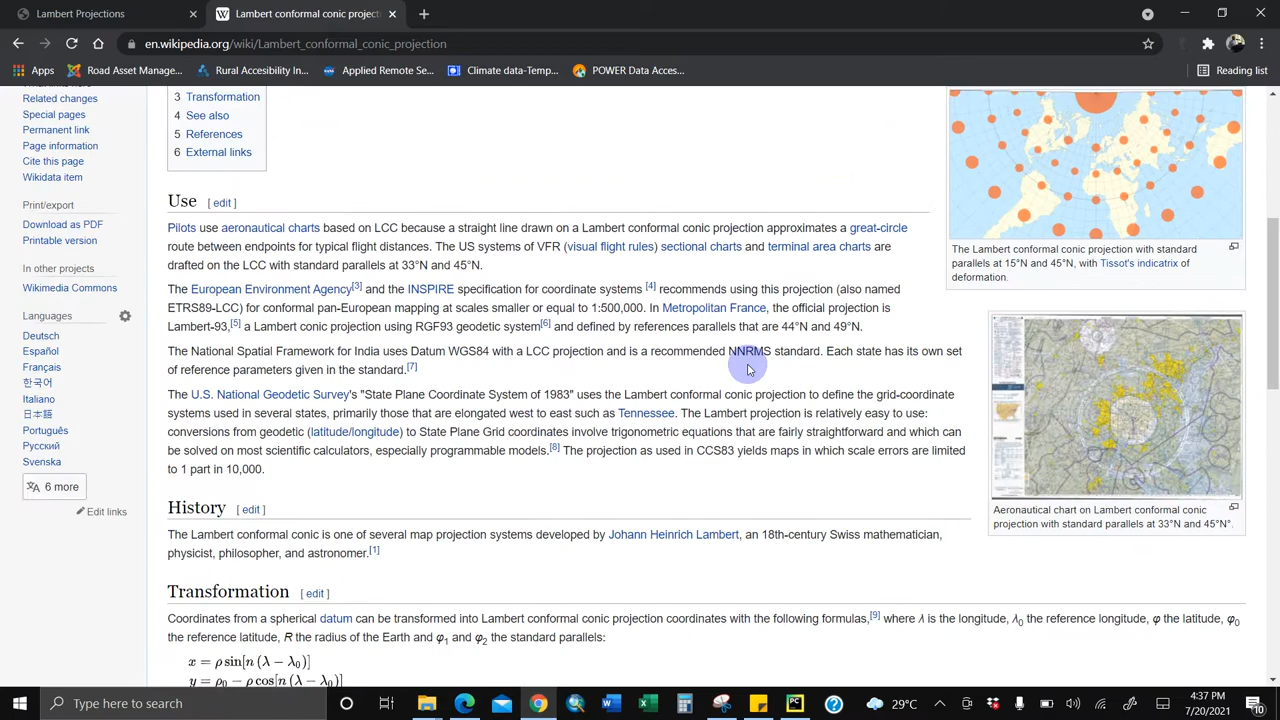 Lambert Projections
W Lambert conformal conic project
en.wikipedia.org/wiki/Lambert_conformal_conic_projection
Apps
Road Asset Manage...
Rural Accesibility In...
Applied Remote Se...
Climate data-Temp...
POWER Data Acces...
Reading list
Related changes
Special pages
Permanent link
Page information
Cite this page
Wikidata item
Print/export
Download as PDF
Printable version
In other projects
Wikimedia Commons
Languages
Deutsch
Español
Français
한국어
Italiano
日本語
Português
Русский
Svenska
6 more
Edit links
3 Transformation
4 See also
5 References
6 External links
Use [ edit ]
Pilots use aeronautical charts based on LCC because a straight line drawn on a Lambert conformal conic projection approximates a great-circle
route between endpoints for typical flight distances. The US systems of VFR (visual flight rules) sectional charts and terminal area charts are
drafted on the LCC with standard parallels at 33°N and 45°N.
The European Environment Agency[3] and the INSPIRE specification for coordinate systems [4] recommends using this projection (also named
ETRS89-LCC) for conformal pan-European mapping at scales smaller or equal to 1:500,000. In Metropolitan France, the official projection is
Lambert-93,[5] a Lambert conic projection using RGF93 geodetic system[6] and defined by references parallels that are 44°N and 49°N.
The National Spatial Framework for India uses Datum WGS84 with a LCC projection and is a recommended NNRMS standard. Each state has its own set
of reference parameters given in the standard.[7]
The U.S. National Geodetic Survey's "State Plane Coordinate System of 1983" uses the Lambert conformal conic projection to define the grid-coordinate
systems used in several states, primarily those that are elongated west to east such as Tennessee. The Lambert projection is relatively easy to use:
conversions from geodetic (latitude/longitude) to State Plane Grid coordinates involve trigonometric equations that are fairly straightforward and which can
be solved on most scientific calculators, especially programmable models.[8] The projection as used in CCS83 yields maps in which scale errors are limited
to 1 part in 10,000.
History [ edit ]
The Lambert conformal conic is one of several map projection systems developed by Johann Heinrich Lambert, an 18th-century Swiss mathematician,
physicist, philosopher, and astronomer.[1]
Transformation [ edit ]
Coordinates from a spherical datum can be transformed into Lambert conformal conic projection coordinates with the following formulas,[9] where λ is the longitude, λ0 the reference longitude, φ the latitude, φ0
the reference latitude, R the radius of the Earth and φ1 and φ2 the standard parallels:
x = ρ sin[n (λ − λ0)]
y = ρ0 − ρ cos[n (λ − λ0)]
The Lambert conformal conic projection with standard
parallels at 15°N and 45°N, with Tissot's indicatrix of
deformation.
Aeronautical chart on Lambert conformal conic
projection with standard parallels at 33°N and 45°N°.
Type here to search
29°C
4:37 PM
7/20/2021